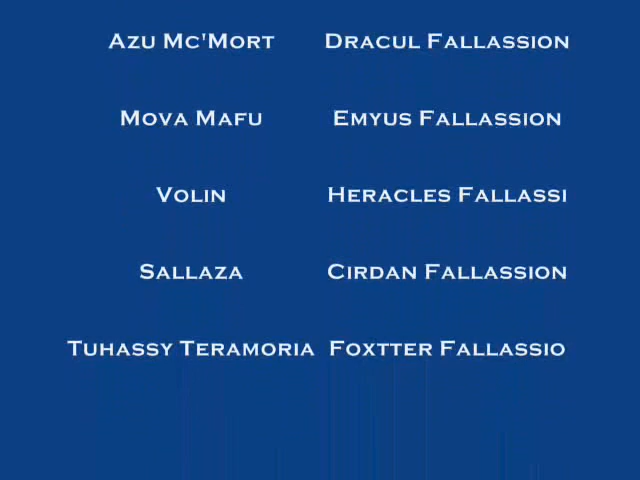 Azu Mc'Mort Dracul Fallassion
Mova Mafu Emyus Fallassion
Volin Heracles Fallassi
Sallaza Cirdan Fallassion
Tuhassy Teramoria Foxtter Fallassio